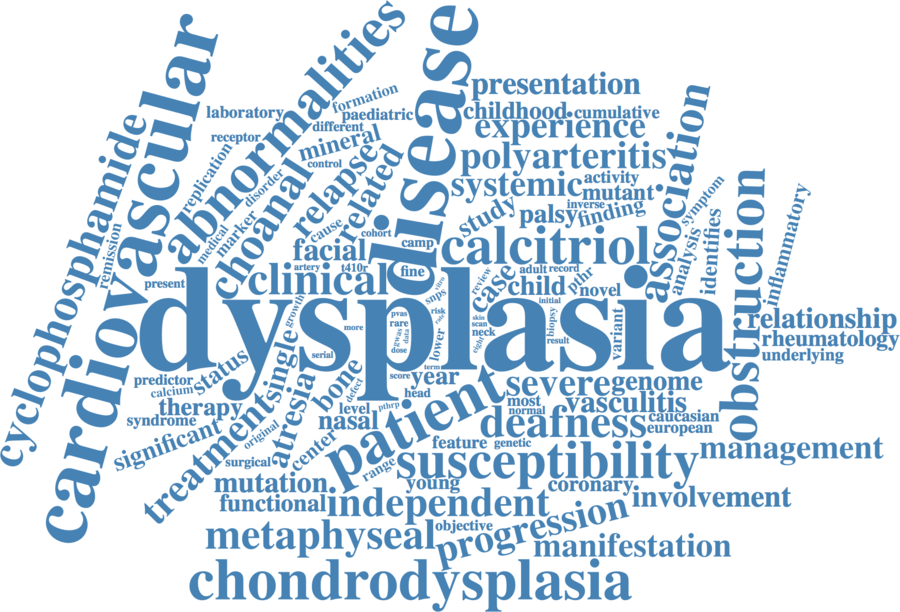 disease
cardiovascular
abnormalities
presentation
formation
laboratory
paediatric
childhood
cumulative
different
experience
receptor
mineral
association
cyclophosphamide
replication
control
polyarteritis
disorder
choanal
relapse
related
systemic
activity
mutant
symptom
inverse
study
palsy
finding
marker
cause
cohort
medical
remission
facial
camp
calcitriol
analysis
identifies
obstruction
inflammatory
artery
t410r
fine
clinical
present
review
case
adult
record
child
pthr
novel
vitro
snps
initial
growth
dysplasia
pvas
risk
rare
rate
more
gwas
data
lower
skin
scan
neck
biopsy
result
eight
variant
dose
serial
relationship
rheumatology
underlying
term
predictor
status
single
bone
defect
score
year
severe
genome
calcium
head
most
normal
vasculitis
therapy
syndrome
treatment
atresia
level
pthrp
nasal
patient
deafness
caucasian
european
significant
original
center
feature
genetic
management
surgical
range
susceptibility
mutation
young
coronary
functional
independent
involvement
metaphyseal
objective
progression
manifestation
chondrodysplasia